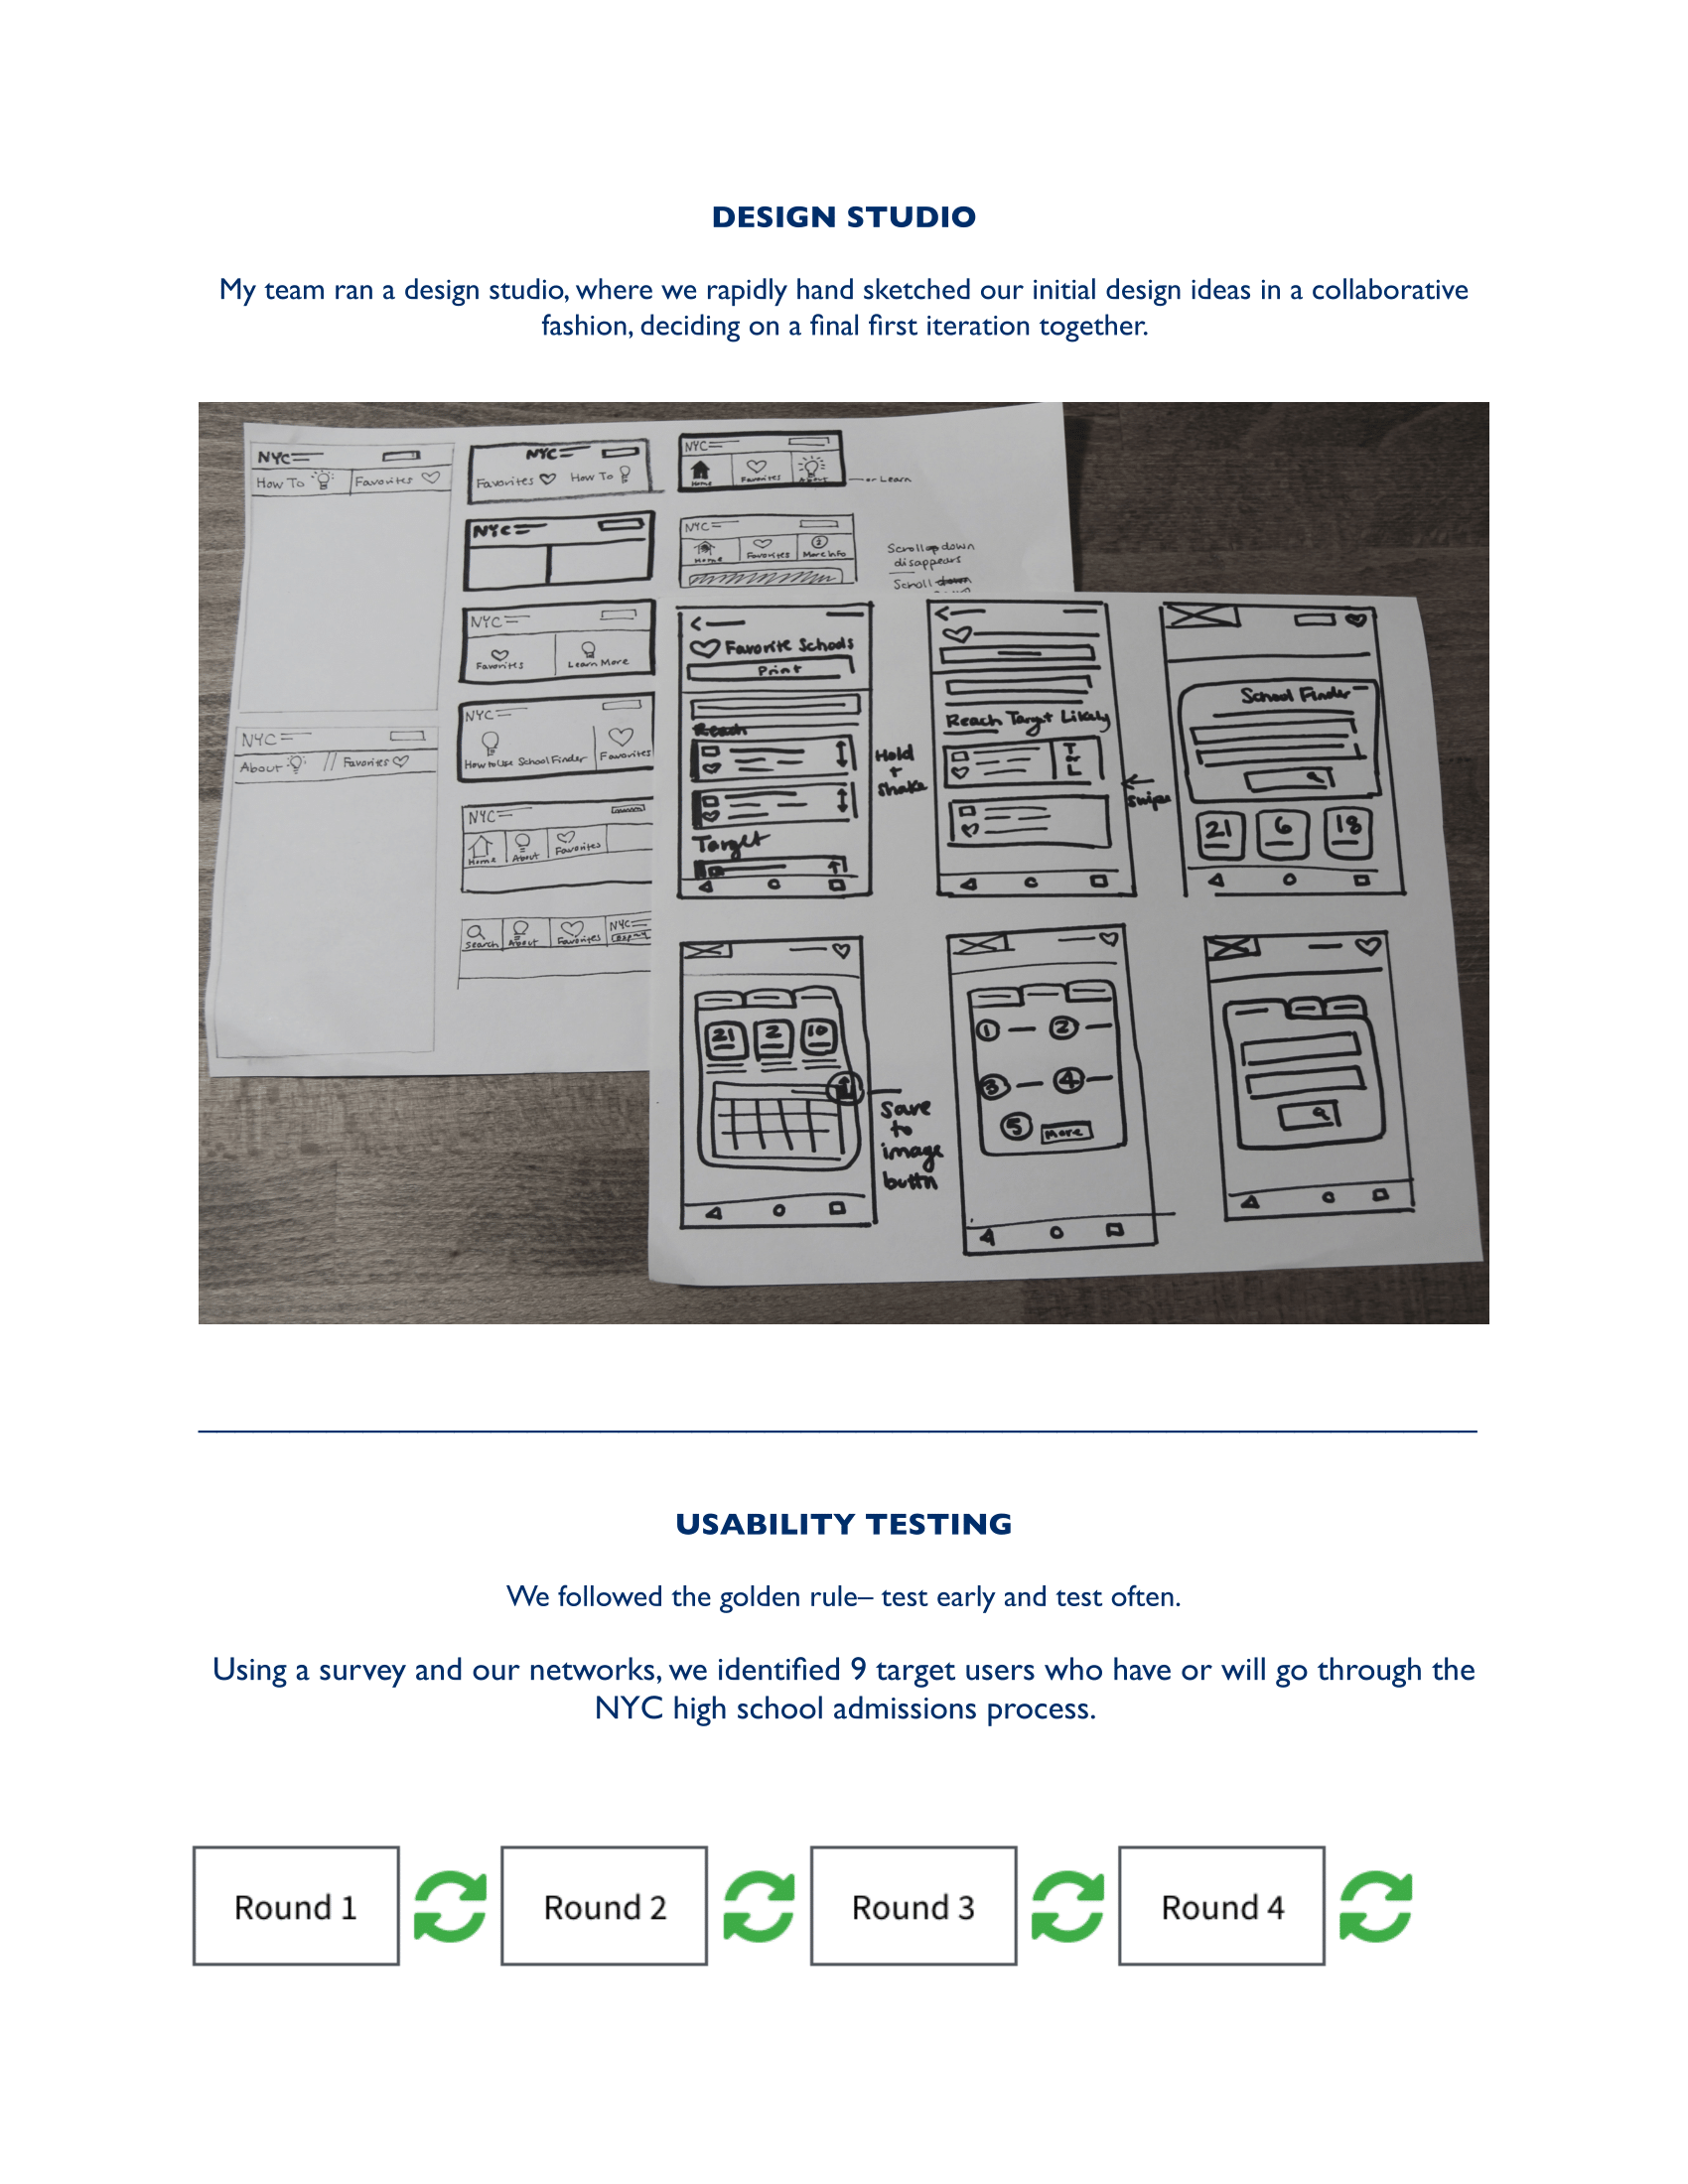 DESIGN STUDIO
My team ran a design studio, where we rapidly hand sketched our initial design ideas in a collaborative
fashion, deciding on a final first iteration together.
NYC
How To
Favorites
NYC
Favorites
How To
NYC
Home
Favorites
About
or Learn
NYC
NYC
Home
Favorites
More Info
Scroll down
disappears
Scroll
NYC
Favorites
Learn More
NYC
How to Use School Finder
Favorites
NYC
About
Favorites
NYC
Home
About
Favorites
Search
About
Favorites
NYC
Favorite Schools
Print
Reach
Target
Hold
+
Shake
Reach Target Likely
T
or
L
Swipe
School Finder
21
6
18
21
2
10
Save
to
image
buttn
1
2
3
4
5
More
USABILITY TESTING
We followed the golden rule– test early and test often.
Using a survey and our networks, we identified 9 target users who have or will go through the
NYC high school admissions process.
Round 1
Round 2
Round 3
Round 4